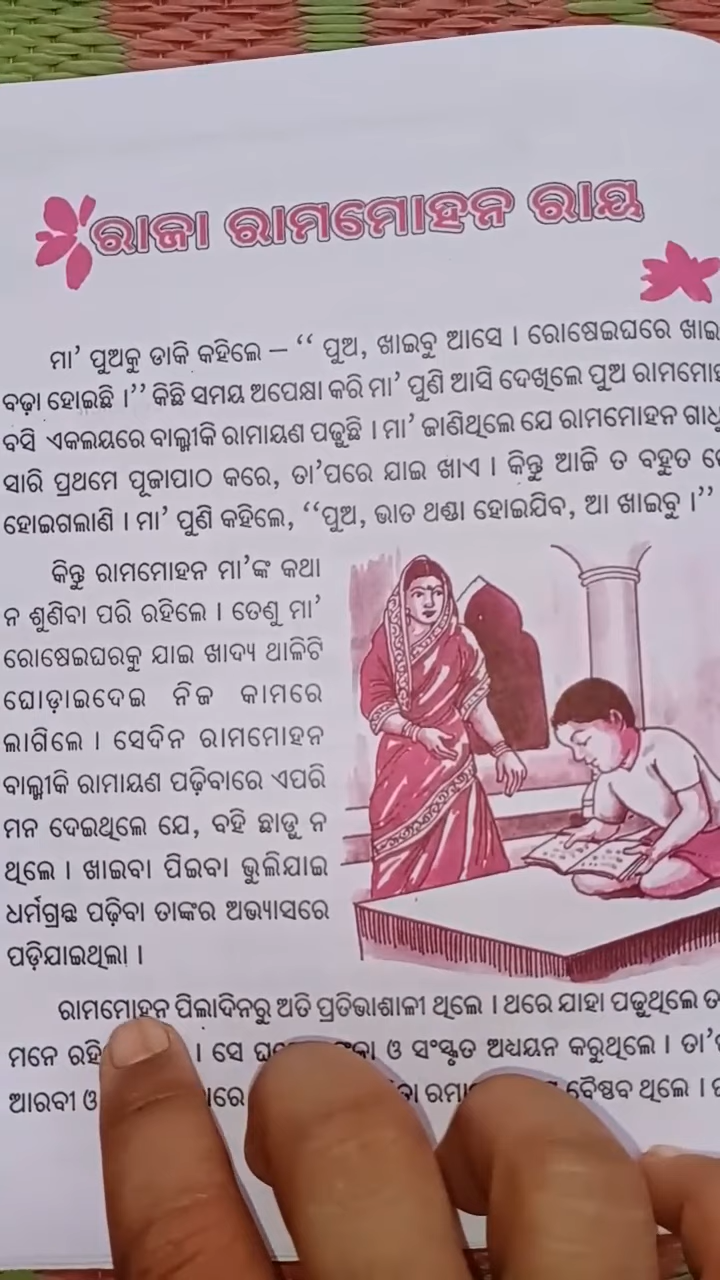 ରାଜା ରାମମୋହନ ରାୟ
ମା’ ପୁଅକୁ ଡାକି କହିଲେ – ‘‘ ପୁଅ, ଖାଇବୁ ଆସେ । ରୋଷେଇଘରେ
ବଢ଼ା ହୋଇଛି ।’’ କିଛି ସମୟ ଅପେକ୍ଷା କରି ମା’ ପୁଣି ଆସି ଦେଖିଲେ ପୁଅ
ବସି ଏକଲୟରେ ବାଲ୍ମୀକି ରାମାୟଣ ପଢୁଛି । ମା’ ଜାଣିଥିଲେ ଯେ ରାମମୋହନ
ସାରି ପ୍ରଥମେ ପୂଜାପାଠ କରେ, ତା’ପରେ ଯାଇ ଖାଏ । କିନ୍ତୁ ଆଜି ତ ବହୁତ
ହୋଇଗଲାଣି । ମା’ ପୁଣି କହିଲେ, ‘‘ପୁଅ, ଭାତ ଥଣ୍ଡା ହୋଇଯିବ, ଆ ଖାଇବୁ ।’’
କିନ୍ତୁ ରାମମୋହନ ମା’ଙ୍କ କଥା
ନ ଶୁଣିବା ପରି ରହିଲେ । ତେଣୁ ମା’
ରୋଷେଇଘରକୁ ଯାଇ ଖାଦ୍ୟ ଥାଳିଟି
ଘୋଡ଼ାଇଦେଇ ନିଜ କାମରେ
ଲାଗିଲେ । ସେଦିନ ରାମମୋହନ
ବାଲ୍ମୀକି ରାମାୟଣ ପଢ଼ିବାରେ ଏପରି
ମନ ଦେଇଥିଲେ ଯେ, ବହି ଛାଡୁ ନ
ଥିଲେ । ଖାଇବା ପିଇବା ଭୁଲିଯାଇ
ଧର୍ମଗ୍ରନ୍ଥ ପଢ଼ିବା ତାଙ୍କର ଅଭ୍ୟାସରେ
ପଡ଼ିଯାଇଥିଲା ।
ରାମମୋହନ ପିଲାଦିନରୁ ଅତି ପ୍ରତିଭାଶାଳୀ ଥିଲେ । ଥରେ ଯାହା ପଢୁଥିଲେ
ମନେ । ସେ ଓ ସଂସ୍କୃତ ଅଧ୍ୟୟନ କରୁଥିଲେ ।
ଆରବୀ ଓ ବୈଷ୍ଣବ ଥିଲେ ।